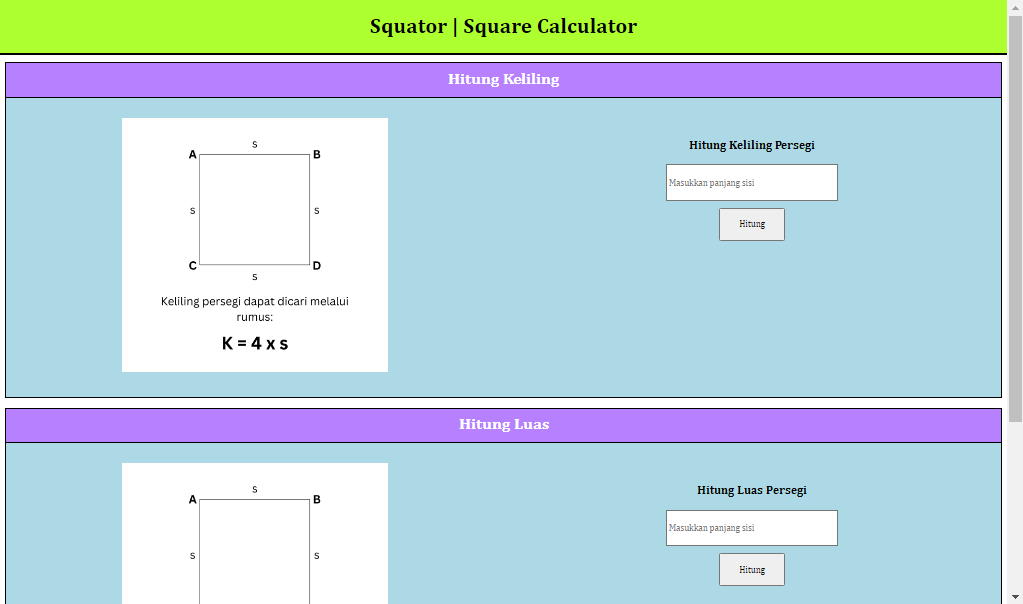 Squator | Square Calculator
Hitung Keliling
s
A B
s s
C D
s
Keliling persegi dapat dicari melalui
rumus:
K = 4 x s
Hitung Keliling Persegi
Masukkan panjang sisi
Hitung
Hitung Luas
s
A B
s s
Hitung Luas Persegi
Masukkan panjang sisi
Hitung